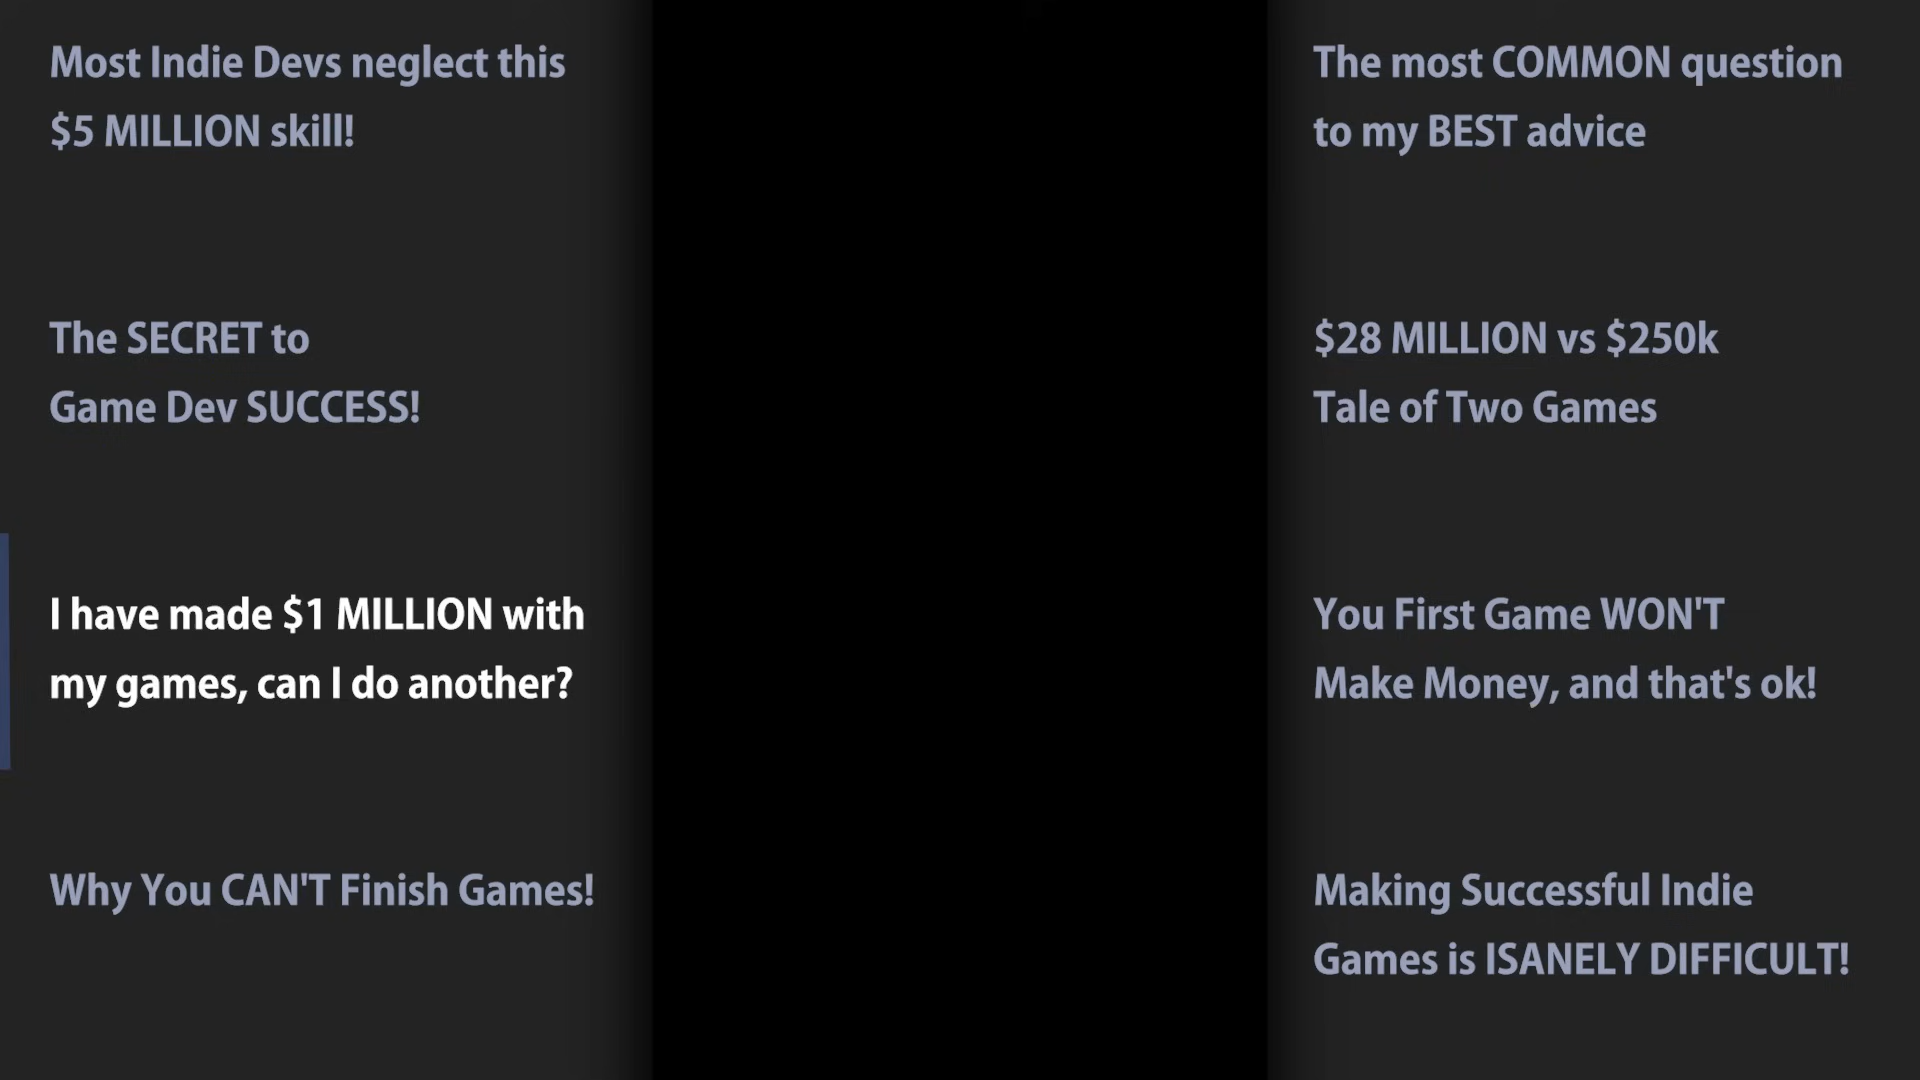 Most Indie Devs neglect this
$5 MILLION skill!
The SECRET to
Game Dev SUCCESS!
I have made $1 MILLION with
my games, can I do another?
Why You CAN'T Finish Games!
The most COMMON question
to my BEST advice
$28 MILLION vs $250k
Tale of Two Games
You First Game WON'T
Make Money, and that's ok!
Making Successful Indie
Games is ISANELY DIFFICULT!